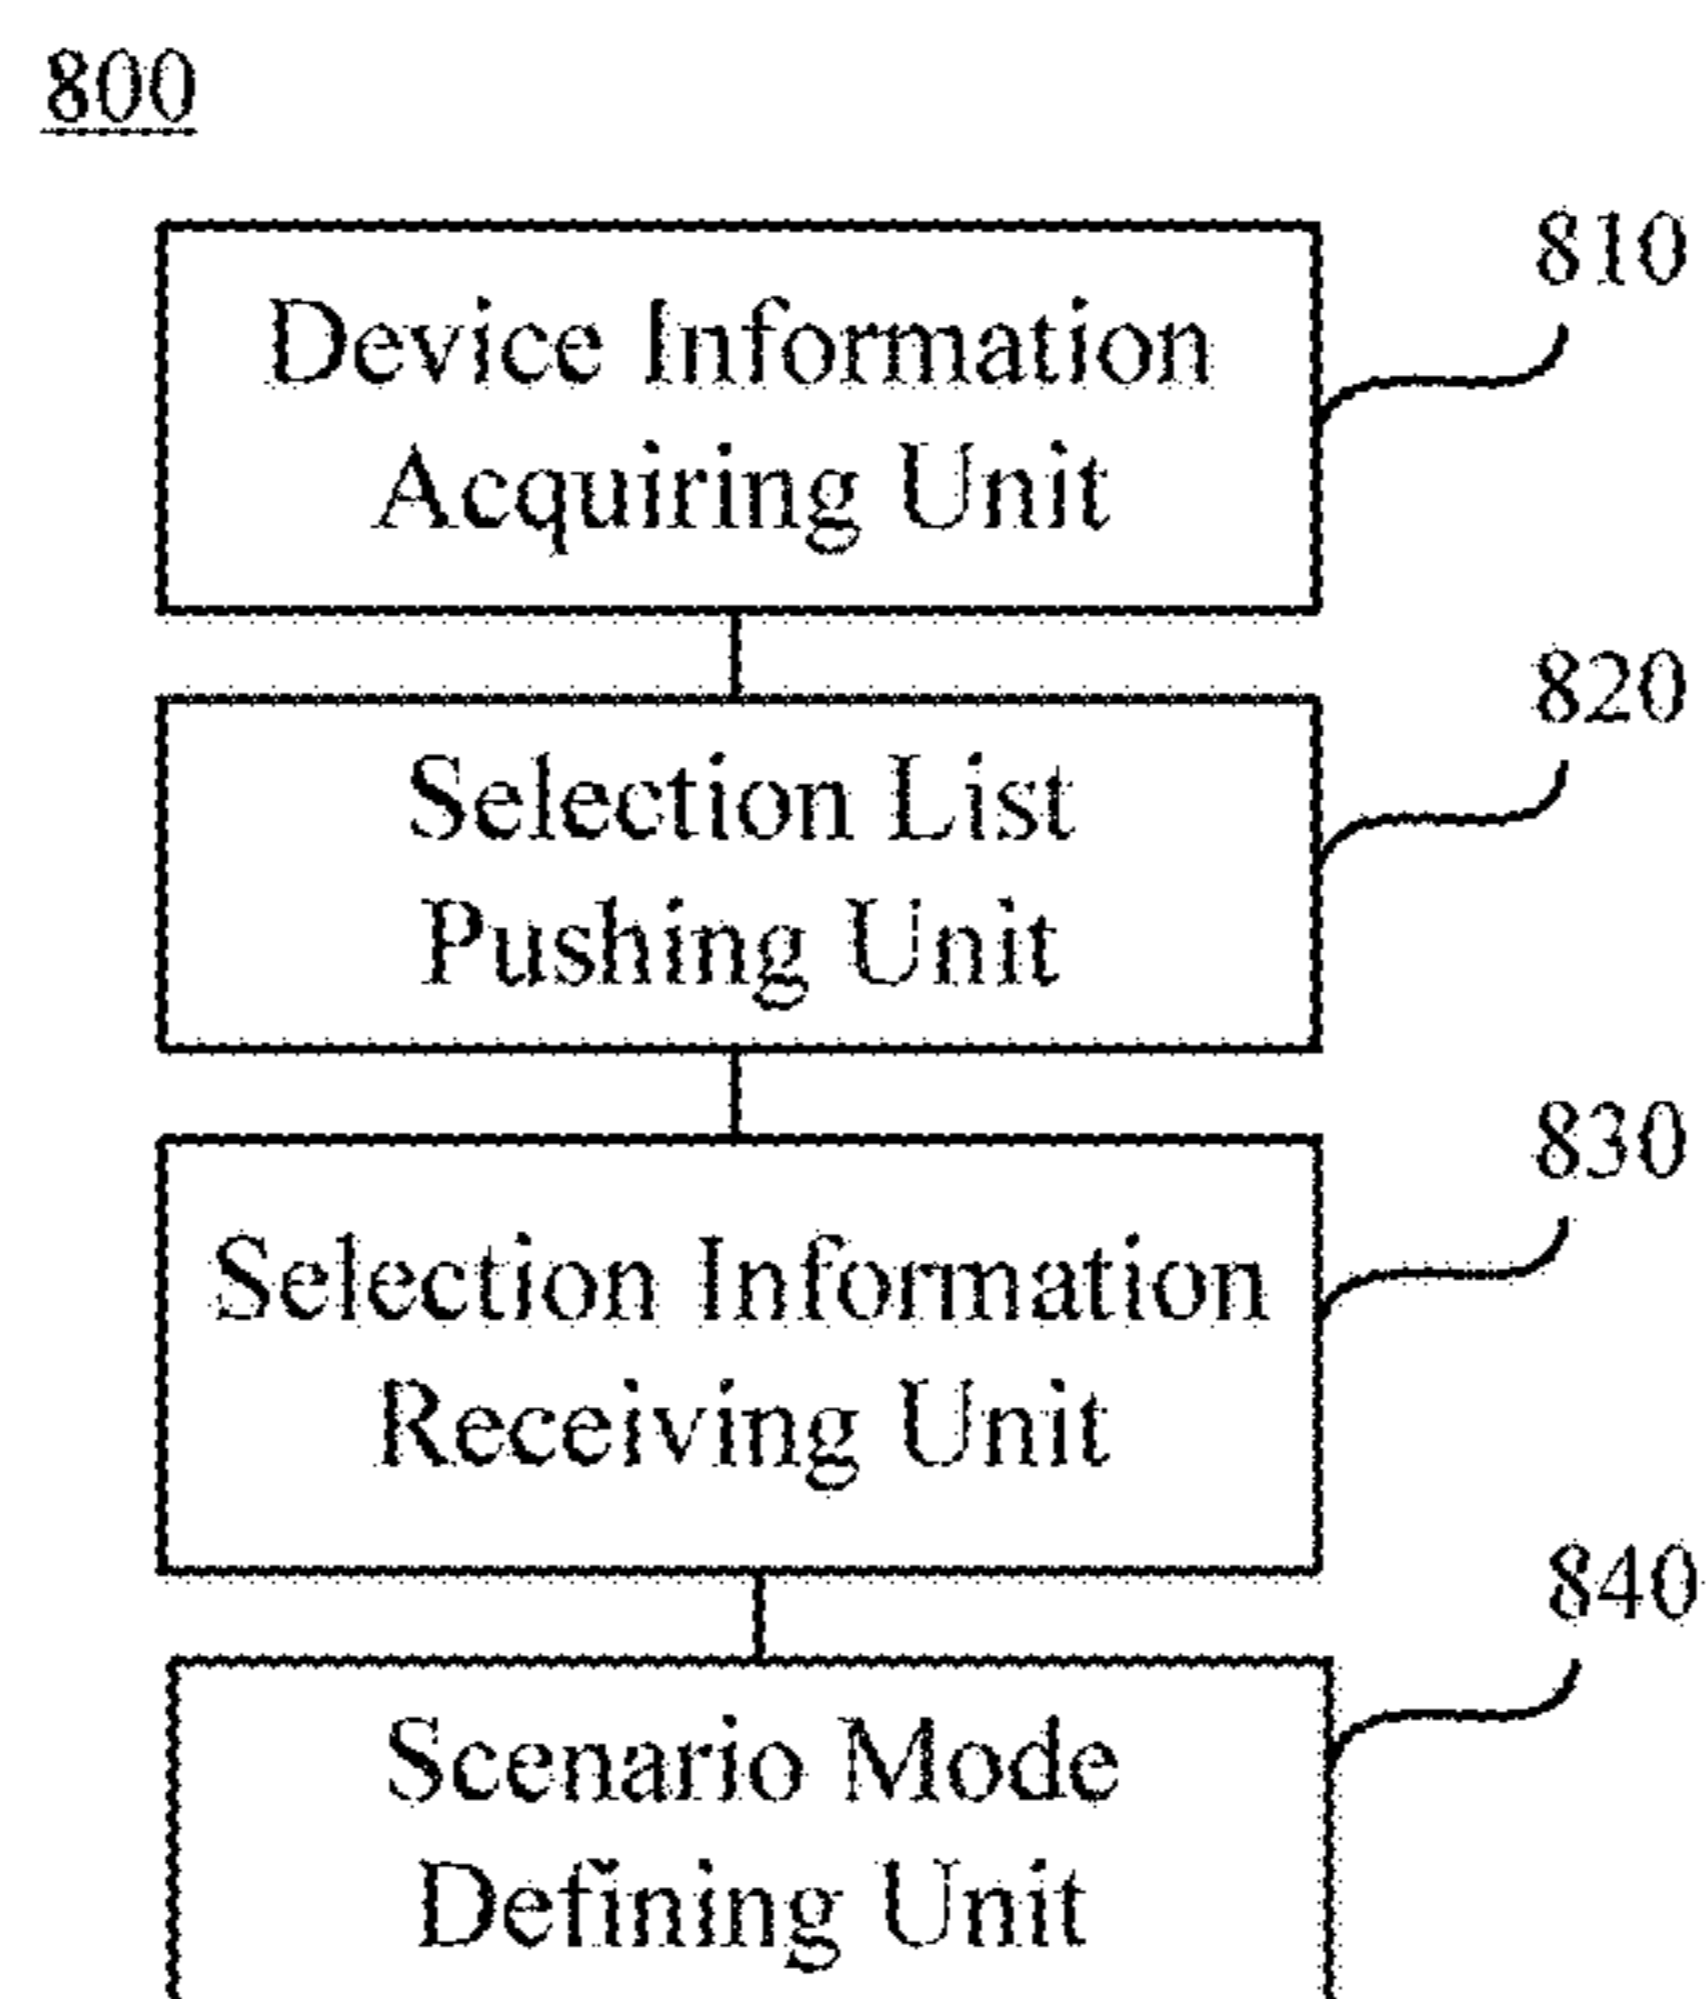 800
810
Device Information
Acquiring Unit
820
Selection List
Pushing Unit
830
Selection Information
Receiving Unit
840
Scenario Mode
Defining Unit